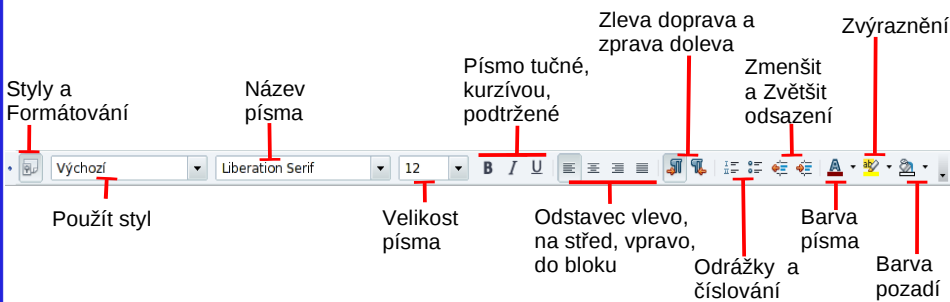 Zleva doprava a
zprava doleva
Zvýraznění
Styly a
Formátování
Název
písma
Písmo tučné,
kurzívou,
podtržené
Zmenšit
a Zvětšit
odsazení
Výchozí
Liberation Serif
12
B I U
A
Použít styl
Velikost
písma
Odstavec vlevo,
na střed, vpravo,
do bloku
Odrážky a
číslování
Barva
písma
Barva
pozadí